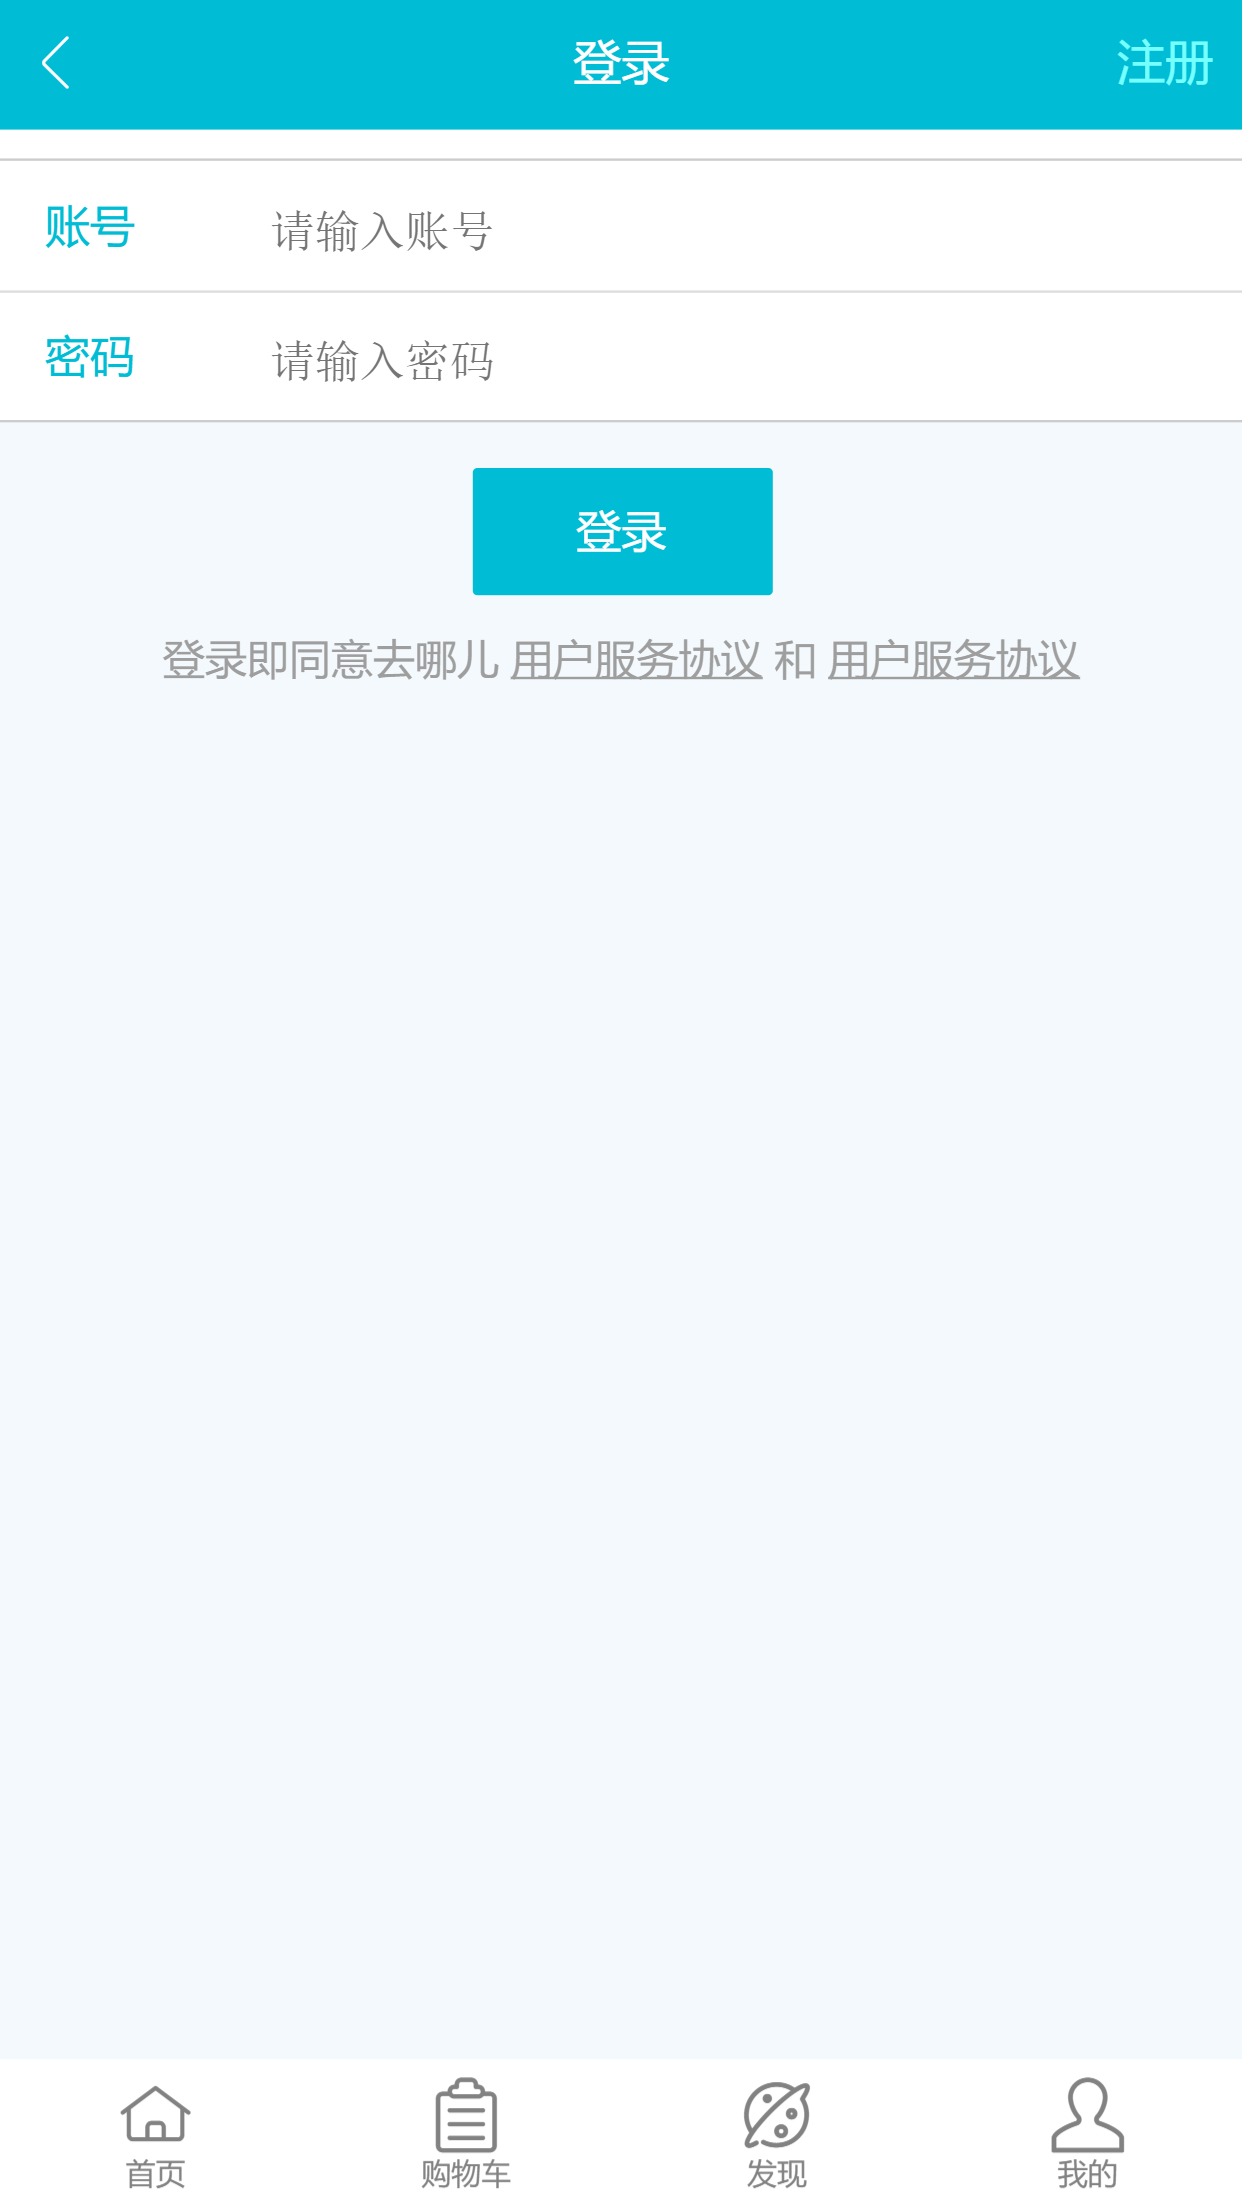 登录 注册
账号 请输入账号
密码 请输入密码
登录
登录即同意去哪儿 用户服务协议 和 用户服务协议
首页 购物车 发现 我的